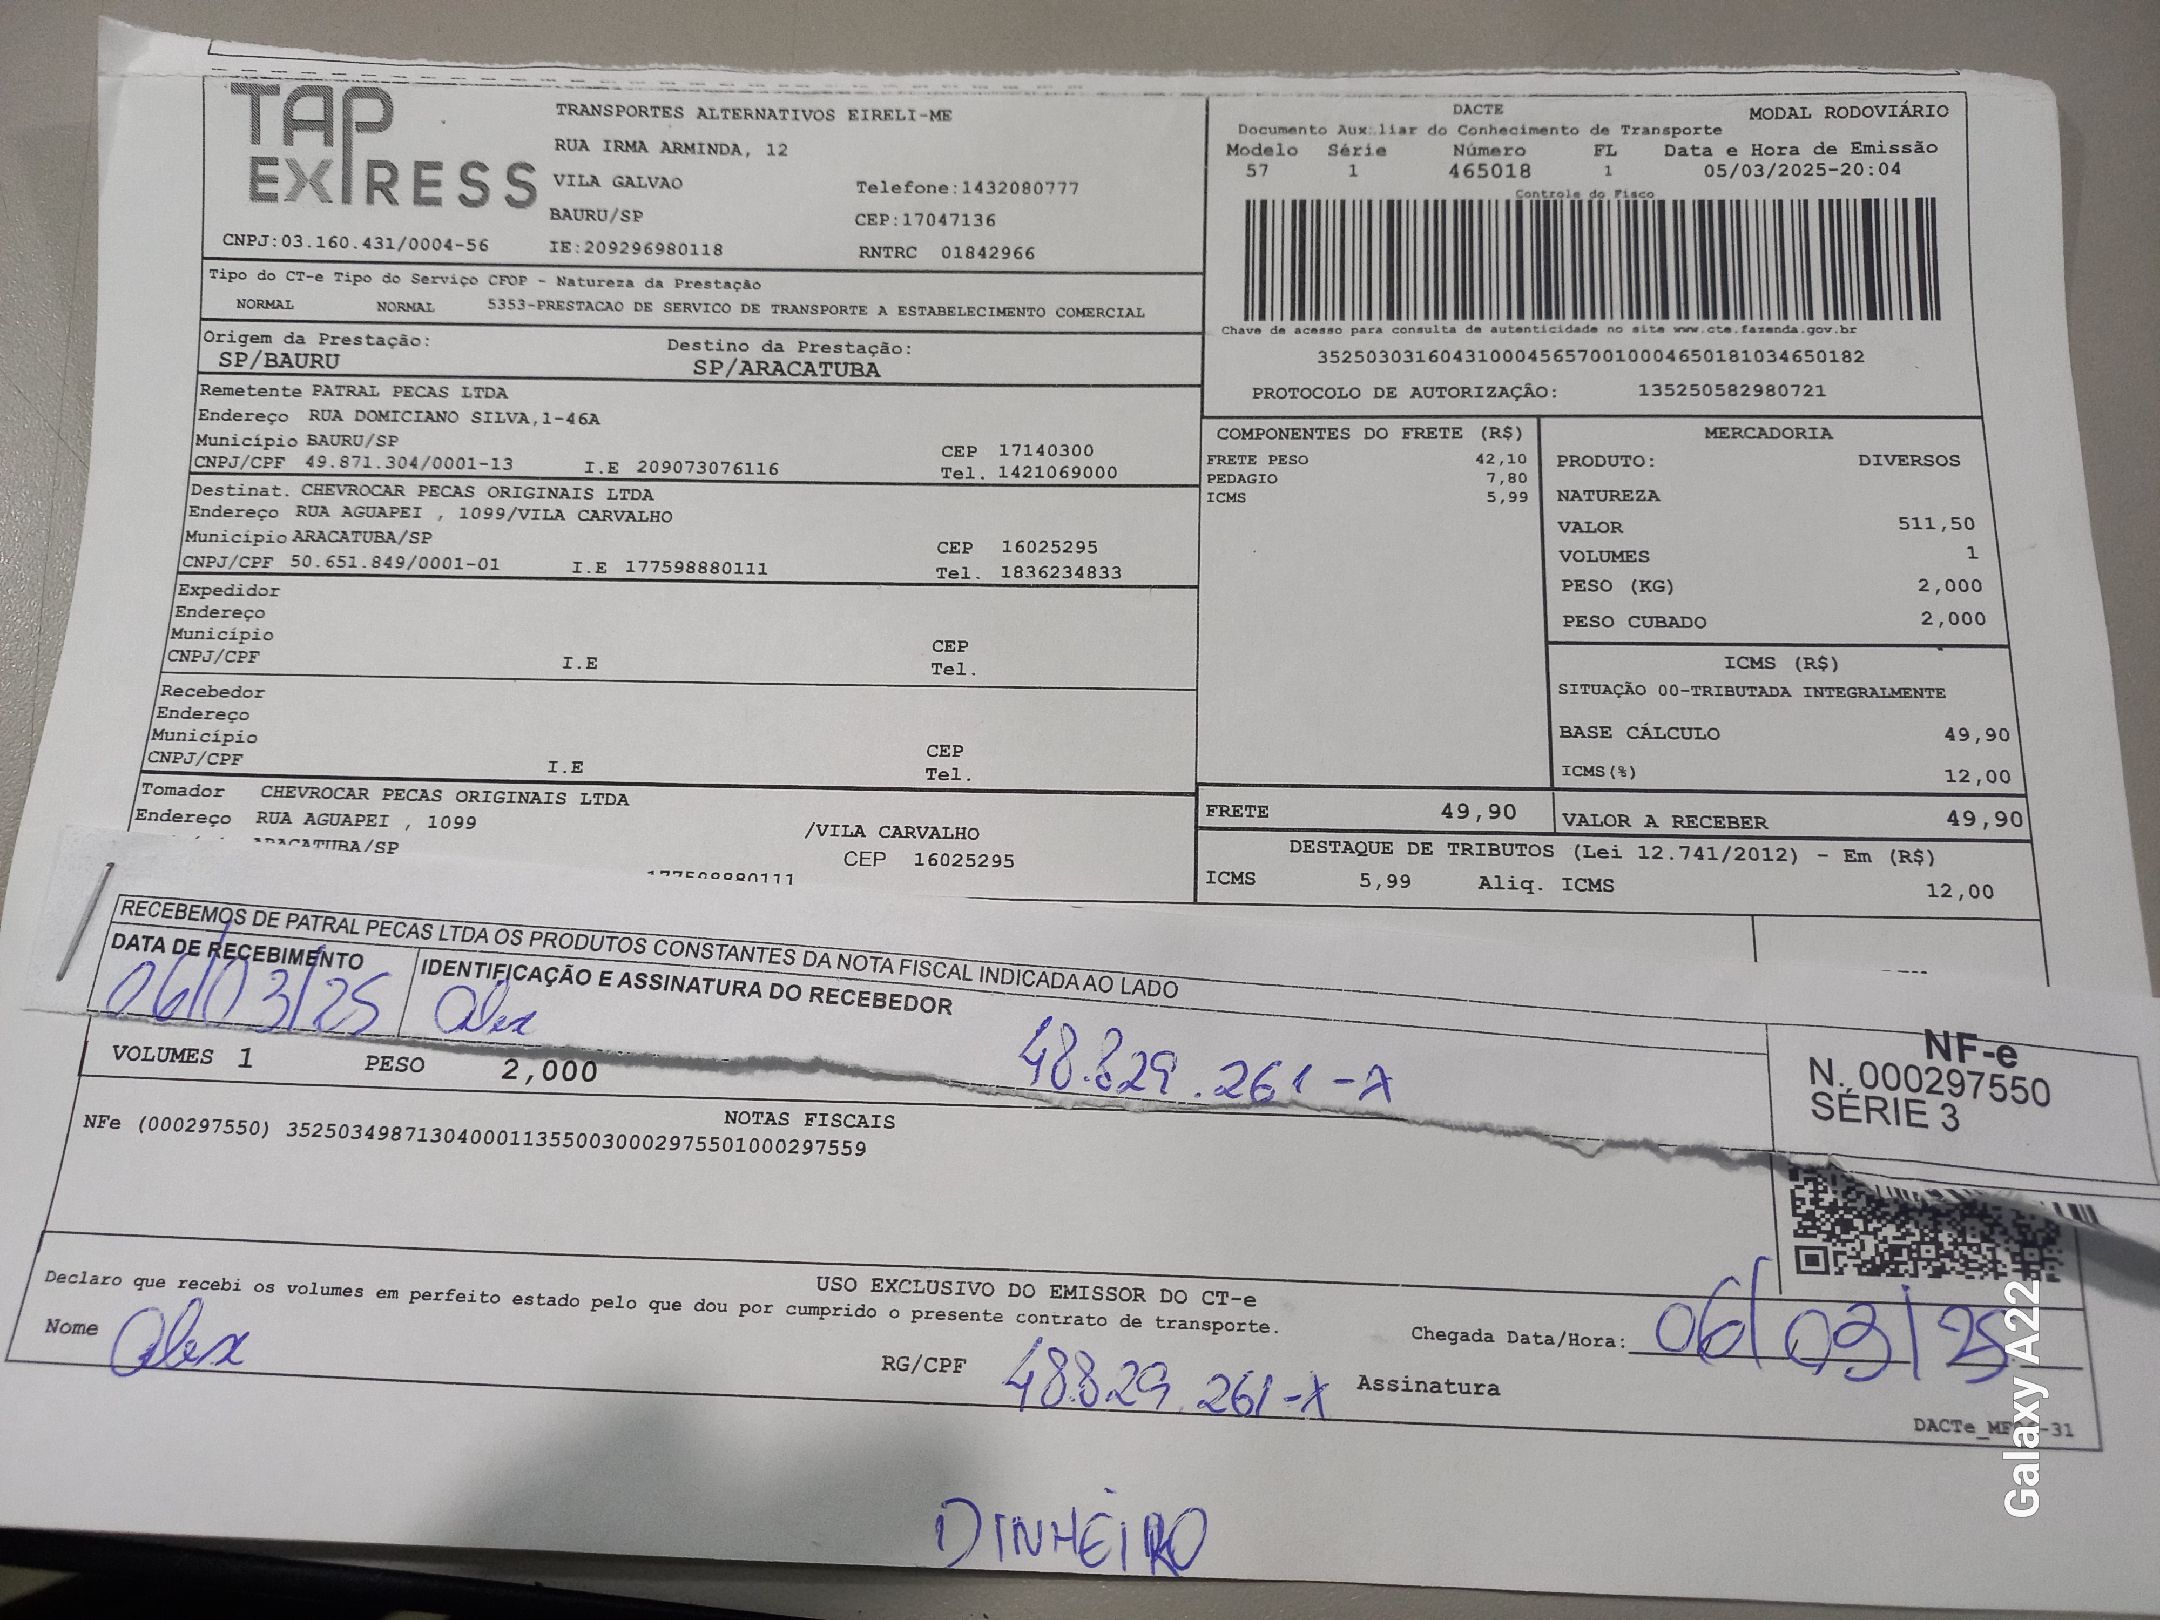 TAP EXPRESS
TRANSPORTES ALTERNATIVOS EIRELI-ME
RUA IRMA ARMINDA, 12
VILA GALVAO Telefone:1432080777
BAURU/SP CEP:17047136
CNPJ:03.160.431/0004-56 IE:209296980118 RNTRC 01842966
DACTE MODAL RODOVIÁRIO
Documento Auxiliar do Conhecimento de Transporte
Modelo Série Número FL Data e Hora de Emissão
57 1 465018 1 05/03/2025-20:04
Controle do Fisco
Chave de acesso para consulta de autenticidade no site www.cte.fazenda.gov.br
35250303160431000456570010004650181034650182
PROTOCOLO DE AUTORIZAÇÂO: 135250582980721
Tipo do CT-e Tipo do Serviço CFOP - Natureza da Prestação
NORMAL NORMAL 5353-PRESTACAO DE SERVICO DE TRANSPORTE A ESTABELECIMENTO COMERCIAL
Origem da Prestação: Destino da Prestação:
SP/BAURU SP/ARACATUBA
Remetente PATRAL PECAS LTDA
Endereço RUA DOMICIANO SILVA,1-46A
Município BAURU/SP CEP 17140300
CNPJ/CPF 49.871.304/0001-13 I.E 209073076116 Tel. 1421069000
Destinat. CHEVROCAR PECAS ORIGINAIS LTDA
Endereço RUA AGUAPEI , 1099/VILA CARVALHO
Município ARACATUBA/SP CEP 16025295
CNPJ/CPF 50.651.849/0001-01 I.E 177598880111 Tel. 1836234833
Expedidor
Endereço
Município CEP
CNPJ/CPF I.E Tel.
Recebedor
Endereço
Município CEP
CNPJ/CPF I.E Tel.
Tomador CHEVROCAR PECAS ORIGINAIS LTDA
Endereço RUA AGUAPEI , 1099 /VILA CARVALHO
ARACATUBA/SP CEP 16025295
177598880111
COMPONENTES DO FRETE (R$)
FRETE PESO 42,10
PEDAGIO 7,80
ICMS 5,99
MERCADORIA
PRODUTO: DIVERSOS
NATUREZA
VALOR 511,50
VOLUMES 1
PESO (KG) 2,000
PESO CUBADO 2,000
ICMS (R$)
SITUAÇÃO 00-TRIBUTADA INTEGRALMENTE
BASE CÁLCULO 49,90
ICMS(%) 12,00
FRETE 49,90 VALOR A RECEBER 49,90
DESTAQUE DE TRIBUTOS (Lei 12.741/2012) - Em (R$)
ICMS 5,99 Aliq. ICMS 12,00
RECEBEMOS DE PATRAL PECAS LTDA OS PRODUTOS CONSTANTES DA NOTA FISCAL INDICADA AO LADO
DATA DE RECEBIMENTO IDENTIFICAÇÃO E ASSINATURA DO RECEBEDOR
06/03/25 Alex 48.829.261-X
NF-e
N. 000297550
SÉRIE 3
VOLUMES 1 PESO 2,000
NOTAS FISCAIS
NFe (000297550) 35250349871304000113550030002975501000297559
USO EXCLUSIVO DO EMISSOR DO CT-e
Declaro que recebi os volumes em perfeito estado pelo que dou por cumprido o presente contrato de transporte.
Nome Alex RG/CPF 48.829.261-X Assinatura
Chegada Data/Hora: 06/03/25
DINHEIRO
Galaxy A22